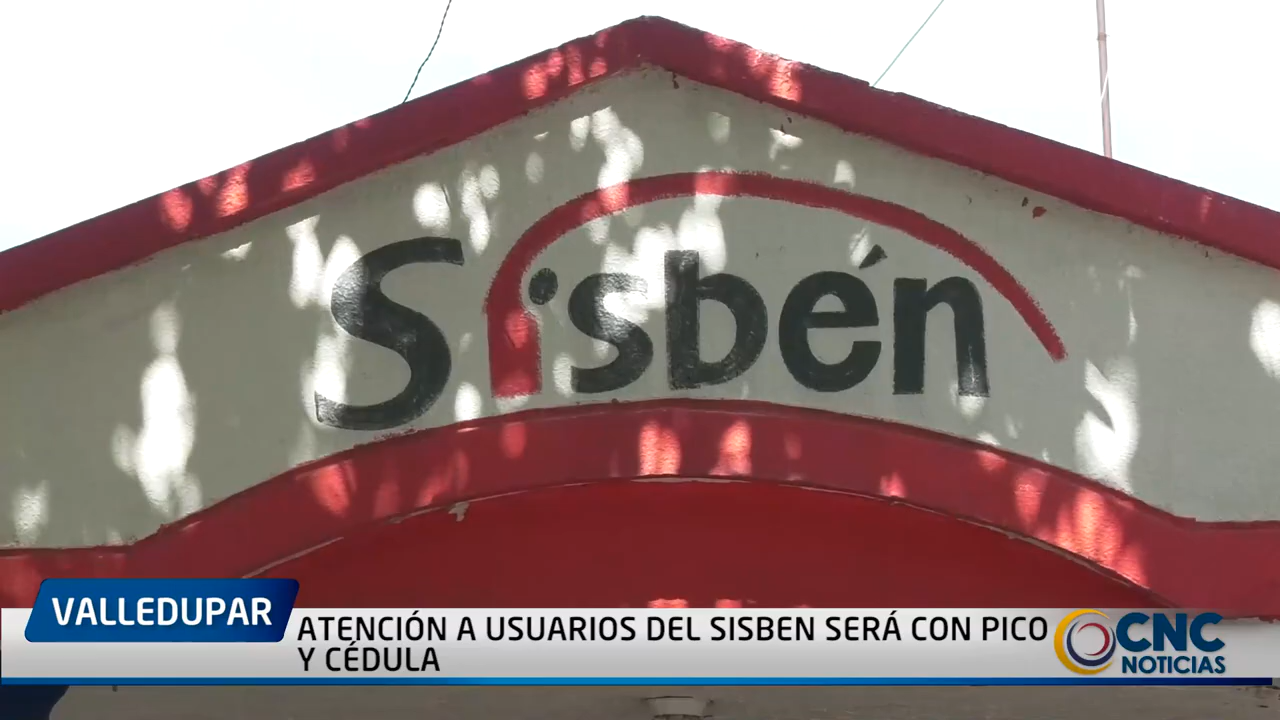 Sisbén
VALLEDUPAR
ATENCIÓN A USUARIOS DEL SISBEN SERÁ CON PICO
Y CÉDULA
CNC
NOTICIAS